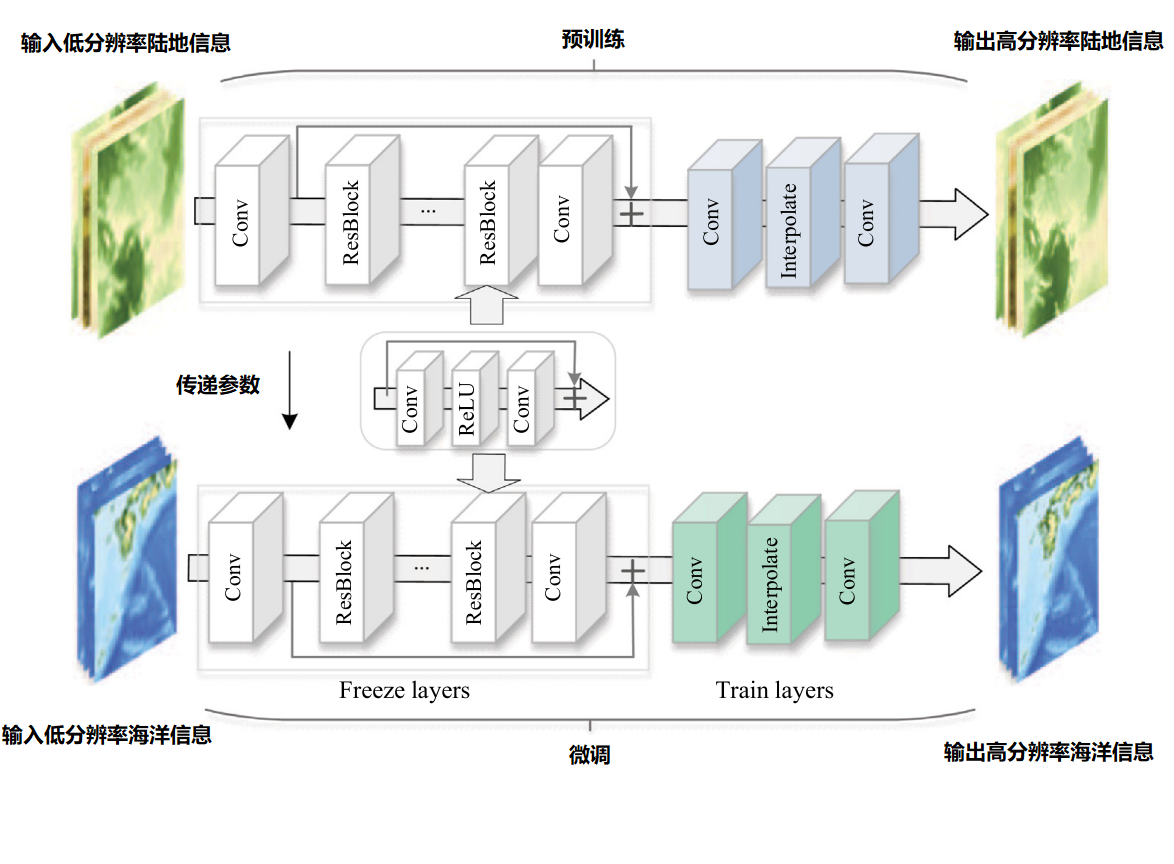 输入低分辨率陆地信息
预训练
输出高分辨率陆地信息
Conv
ResBlock
...
ResBlock
Conv
Conv
Interpolate
Conv
传递参数
Conv
ReLU
Conv
Conv
ResBlock
...
ResBlock
Conv
Conv
Interpolate
Conv
Freeze layers
Train layers
输入低分辨率海洋信息
微调
输出高分辨率海洋信息